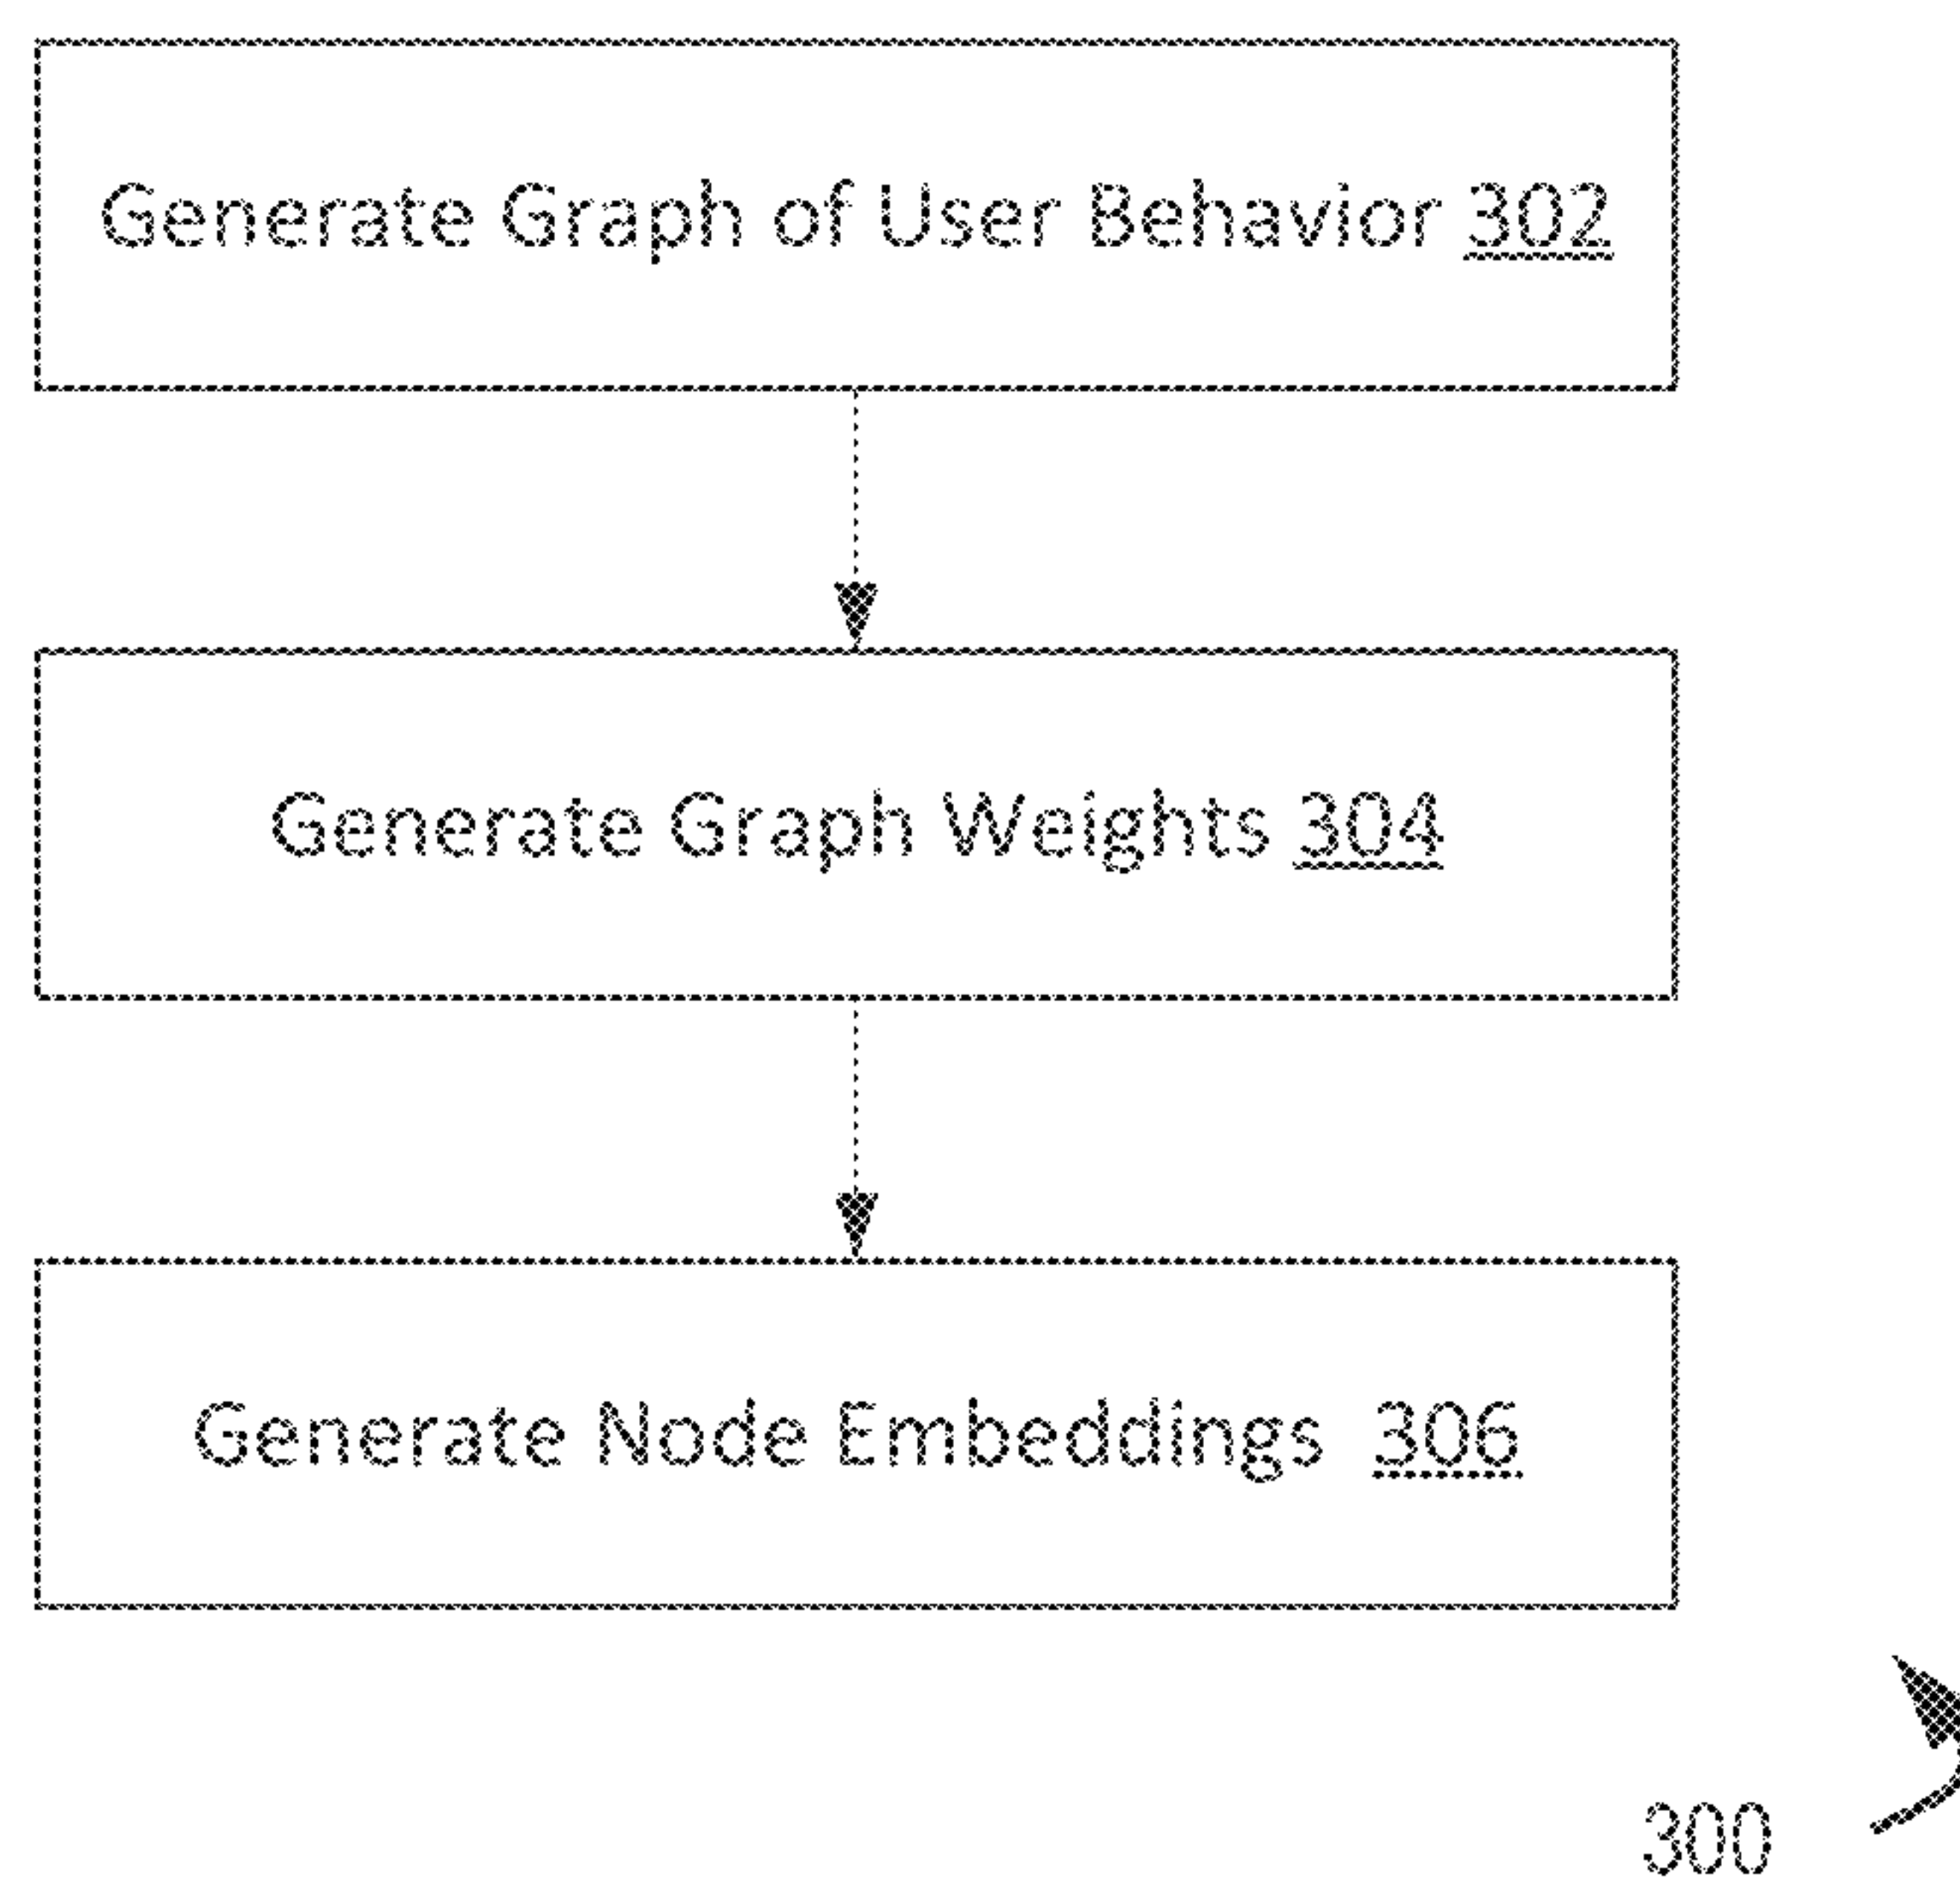 Generate Graph of User Behavior 302
Generate Graph Weights 304
Generate Node Embeddings 306
300